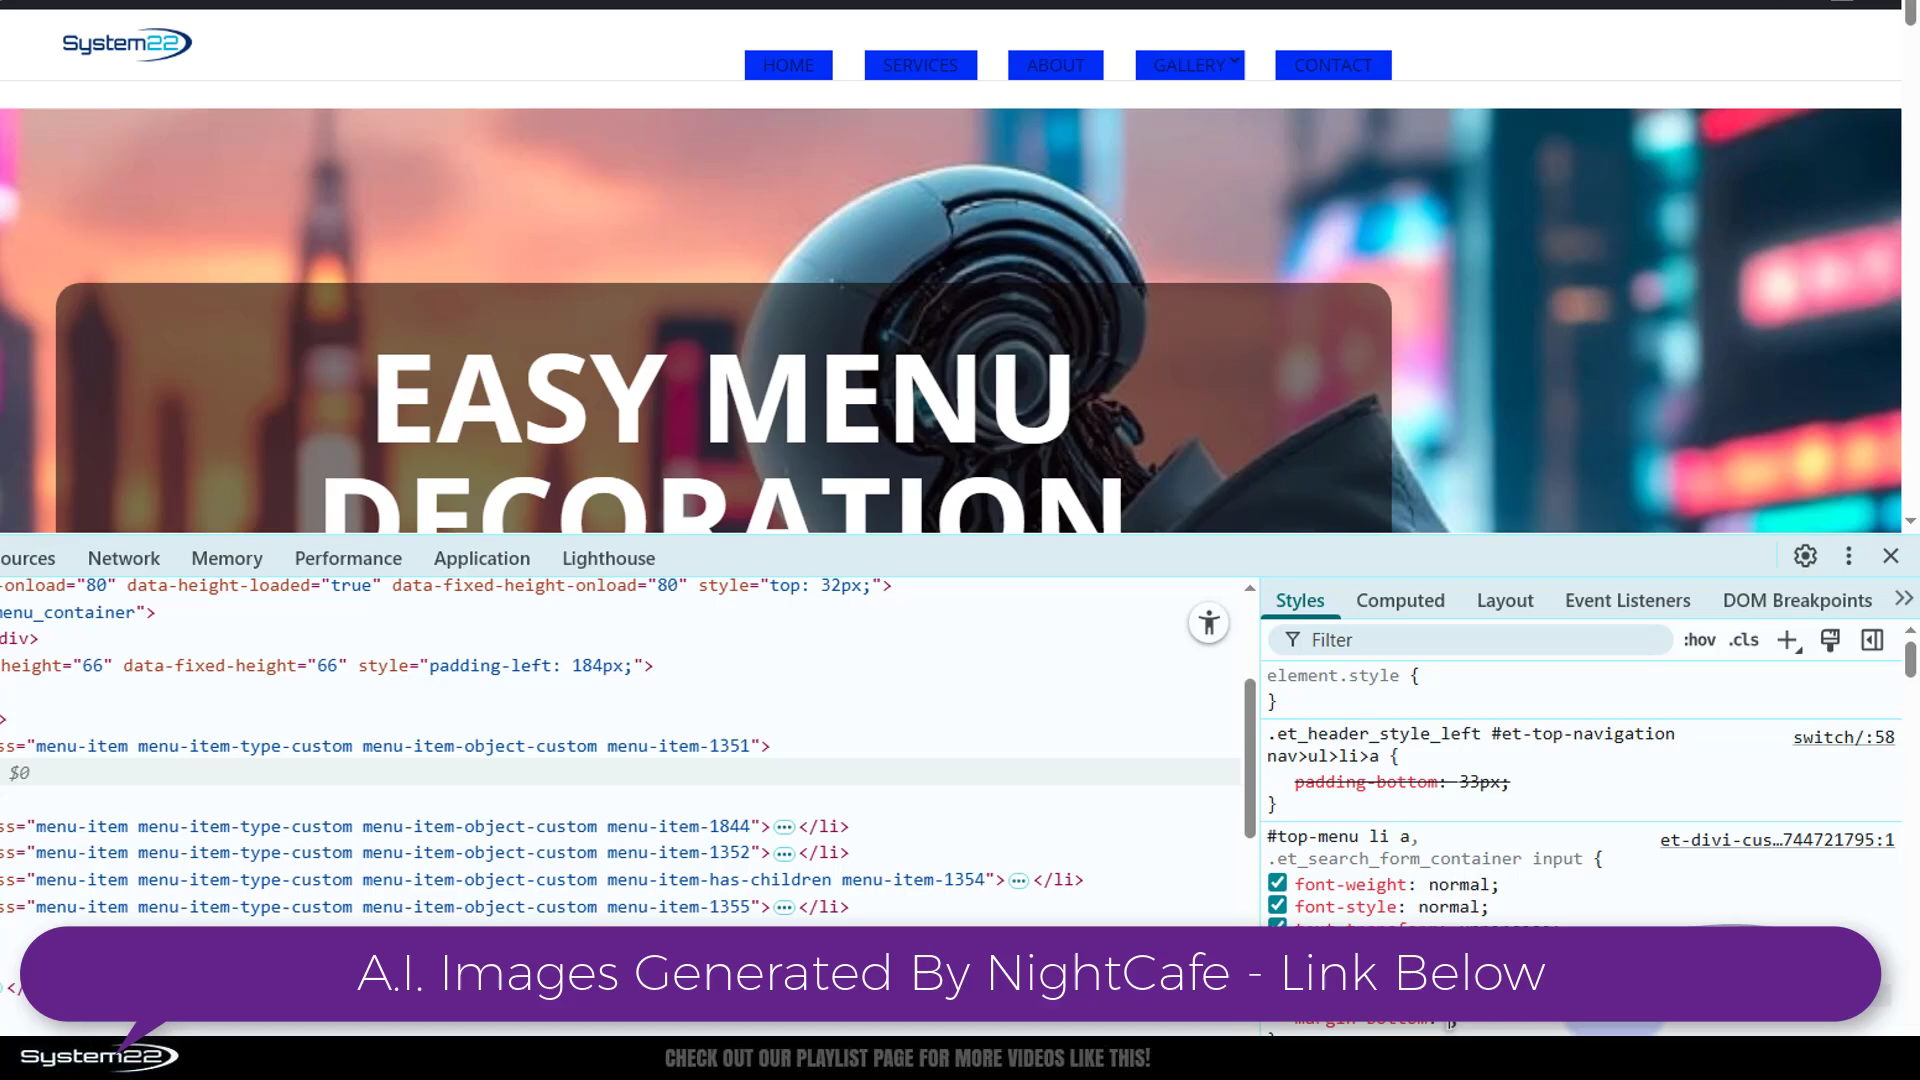 System22
HOME SERVICES ABOUT GALLERY CONTACT
EASY MENU
DECORATION
ources Network Memory Performance Application Lighthouse
-onload="80" data-height-loaded="true" data-fixed-height-onload="80" style="top: 32px;">
menu_container">
div>
height="66" data-fixed-height="66" style="padding-left: 184px;">
>
ss="menu-item menu-item-type-custom menu-item-object-custom menu-item-1351">
$0
ss="menu-item menu-item-type-custom menu-item-object-custom menu-item-1844"> ••• </li>
ss="menu-item menu-item-type-custom menu-item-object-custom menu-item-1352"> ••• </li>
ss="menu-item menu-item-type-custom menu-item-object-custom menu-item-has-children menu-item-1354"> ••• </li>
ss="menu-item menu-item-type-custom menu-item-object-custom menu-item-1355"> ••• </li>
Styles Computed Layout Event Listeners DOM Breakpoints
Filter :hov .cls
element.style {
}
.et_header_style_left #et-top-navigation switch/:58
nav>ul>li>a {
padding-bottom: 33px;
}
#top-menu li a, et-divi-cus…744721795:1
.et_search_form_container input {
font-weight: normal;
font-style: normal;
A.I. Images Generated By NightCafe - Link Below
System22
CHECK OUT OUR PLAYLIST PAGE FOR MORE VIDEOS LIKE THIS!